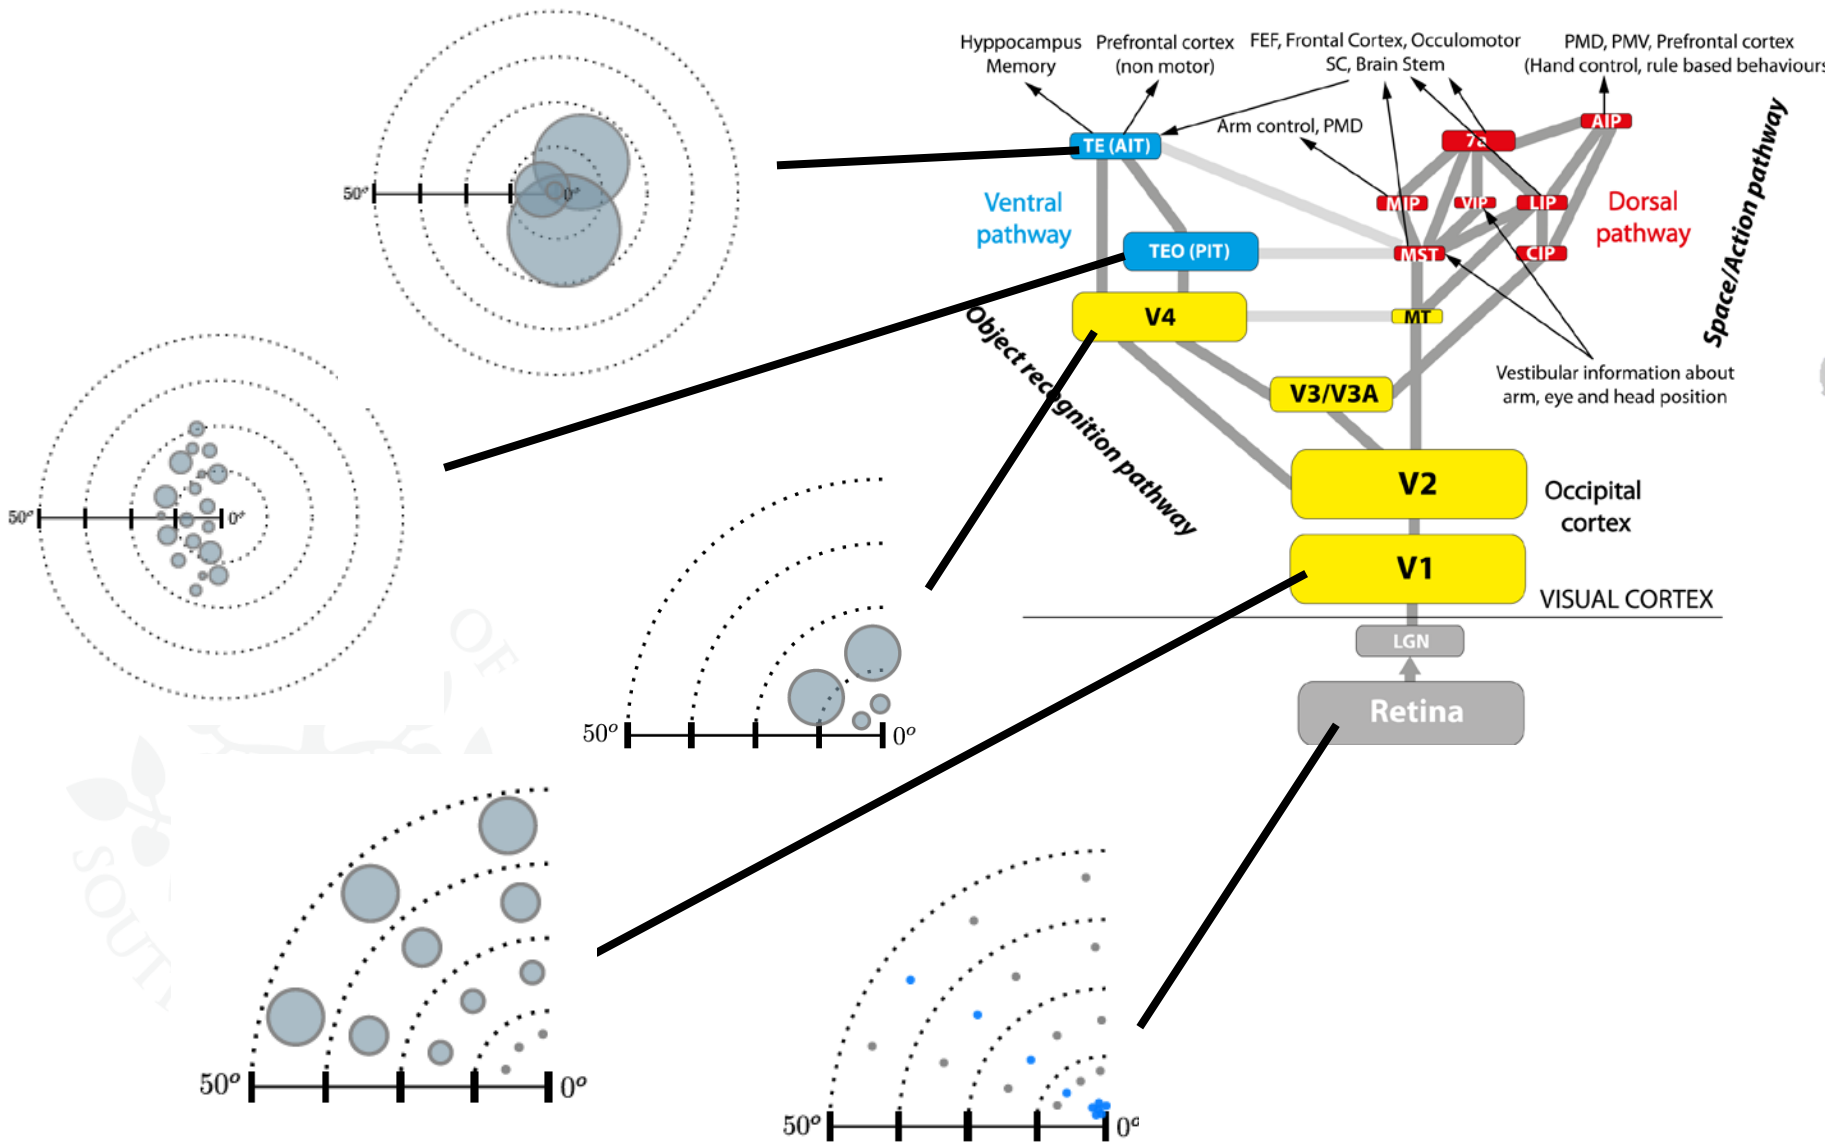 Hyppocampus
Memory
Prefrontal cortex
(non motor)
FEF, Frontal Cortex, Occulomotor
SC, Brain Stem
PMD, PMV, Prefrontal cortex
(Hand control, rule based behaviours
Arm control, PMD
TE (AIT)
7a
AIP
Ventral
pathway
MIP
VIP
LIP
Dorsal
pathway
Space/Action pathway
TEO (PIT)
MST
CIP
V4
MT
Object recognition pathway
Vestibular information about
arm, eye and head position
V3/V3A
V2
Occipital
cortex
V1
VISUAL CORTEX
LGN
Retina
50°
0°
50°
0°
50°
0°
50°
0°
50°
0°
OF
SOUT